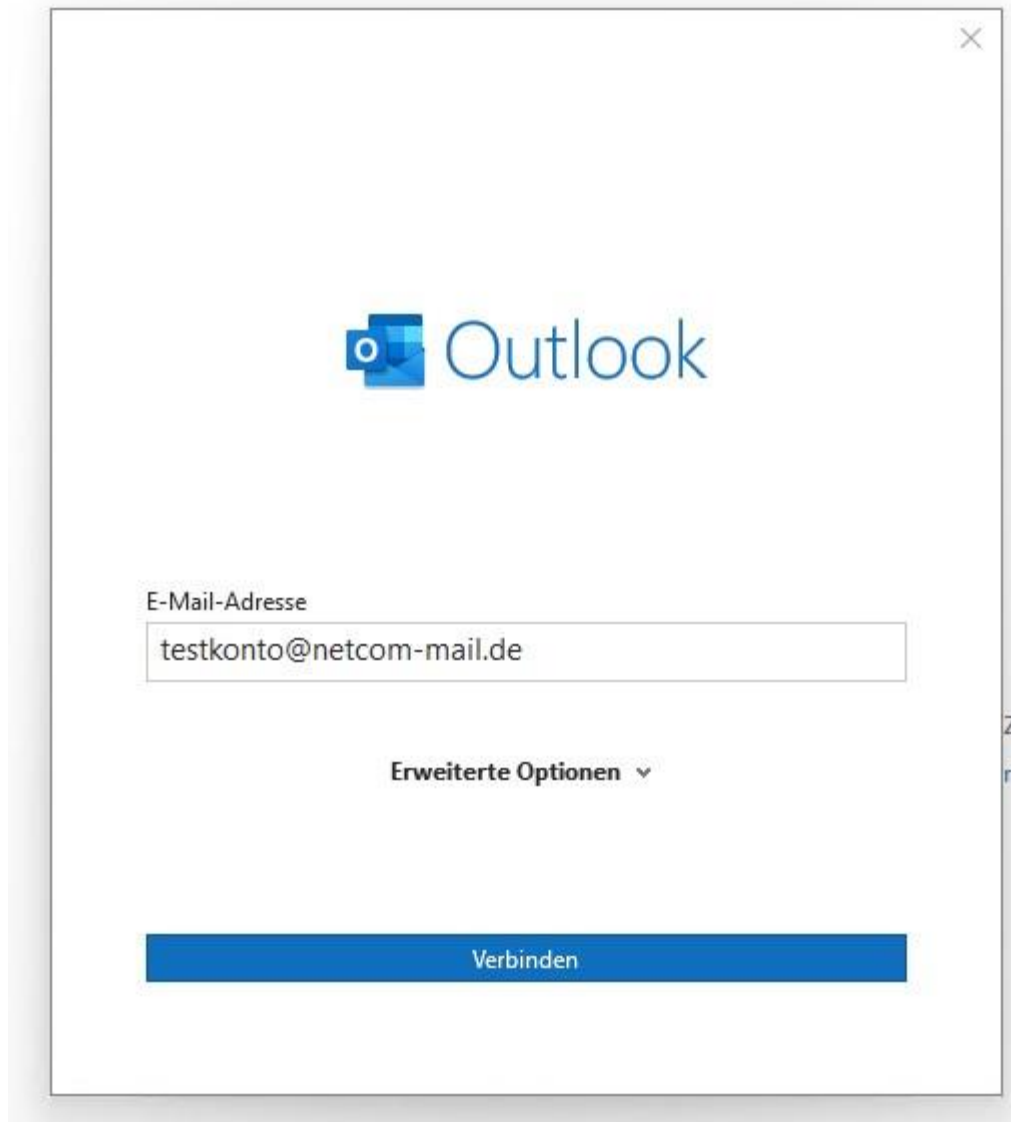 Outlook
E-Mail-Adresse
testkonto@netcom-mail.de
Erweiterte Optionen
Verbinden